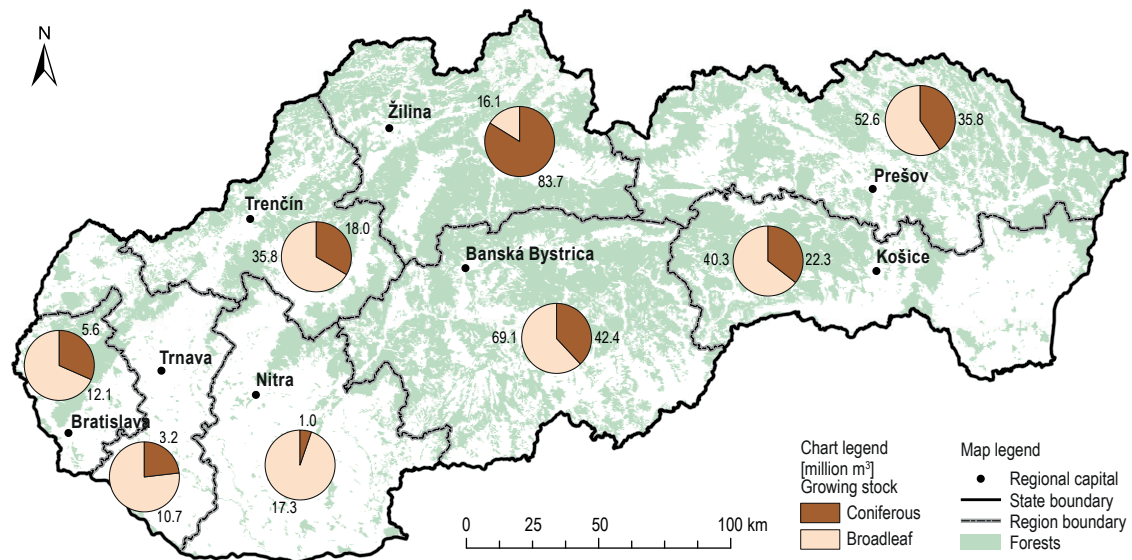 N
Žilina
16.1
83.7
52.6
35.8
Prešov
Trenčín
35.8
18.0
Banská Bystrica
40.3
22.3
Košice
69.1
42.4
5.6
12.1
Trnava
Nitra
Bratislava
3.2
10.7
1.0
17.3
0
25
50
100 km
Chart legend
[million m³]
Growing stock
Coniferous
Broadleaf
Map legend
Regional capital
State boundary
Region boundary
Forests